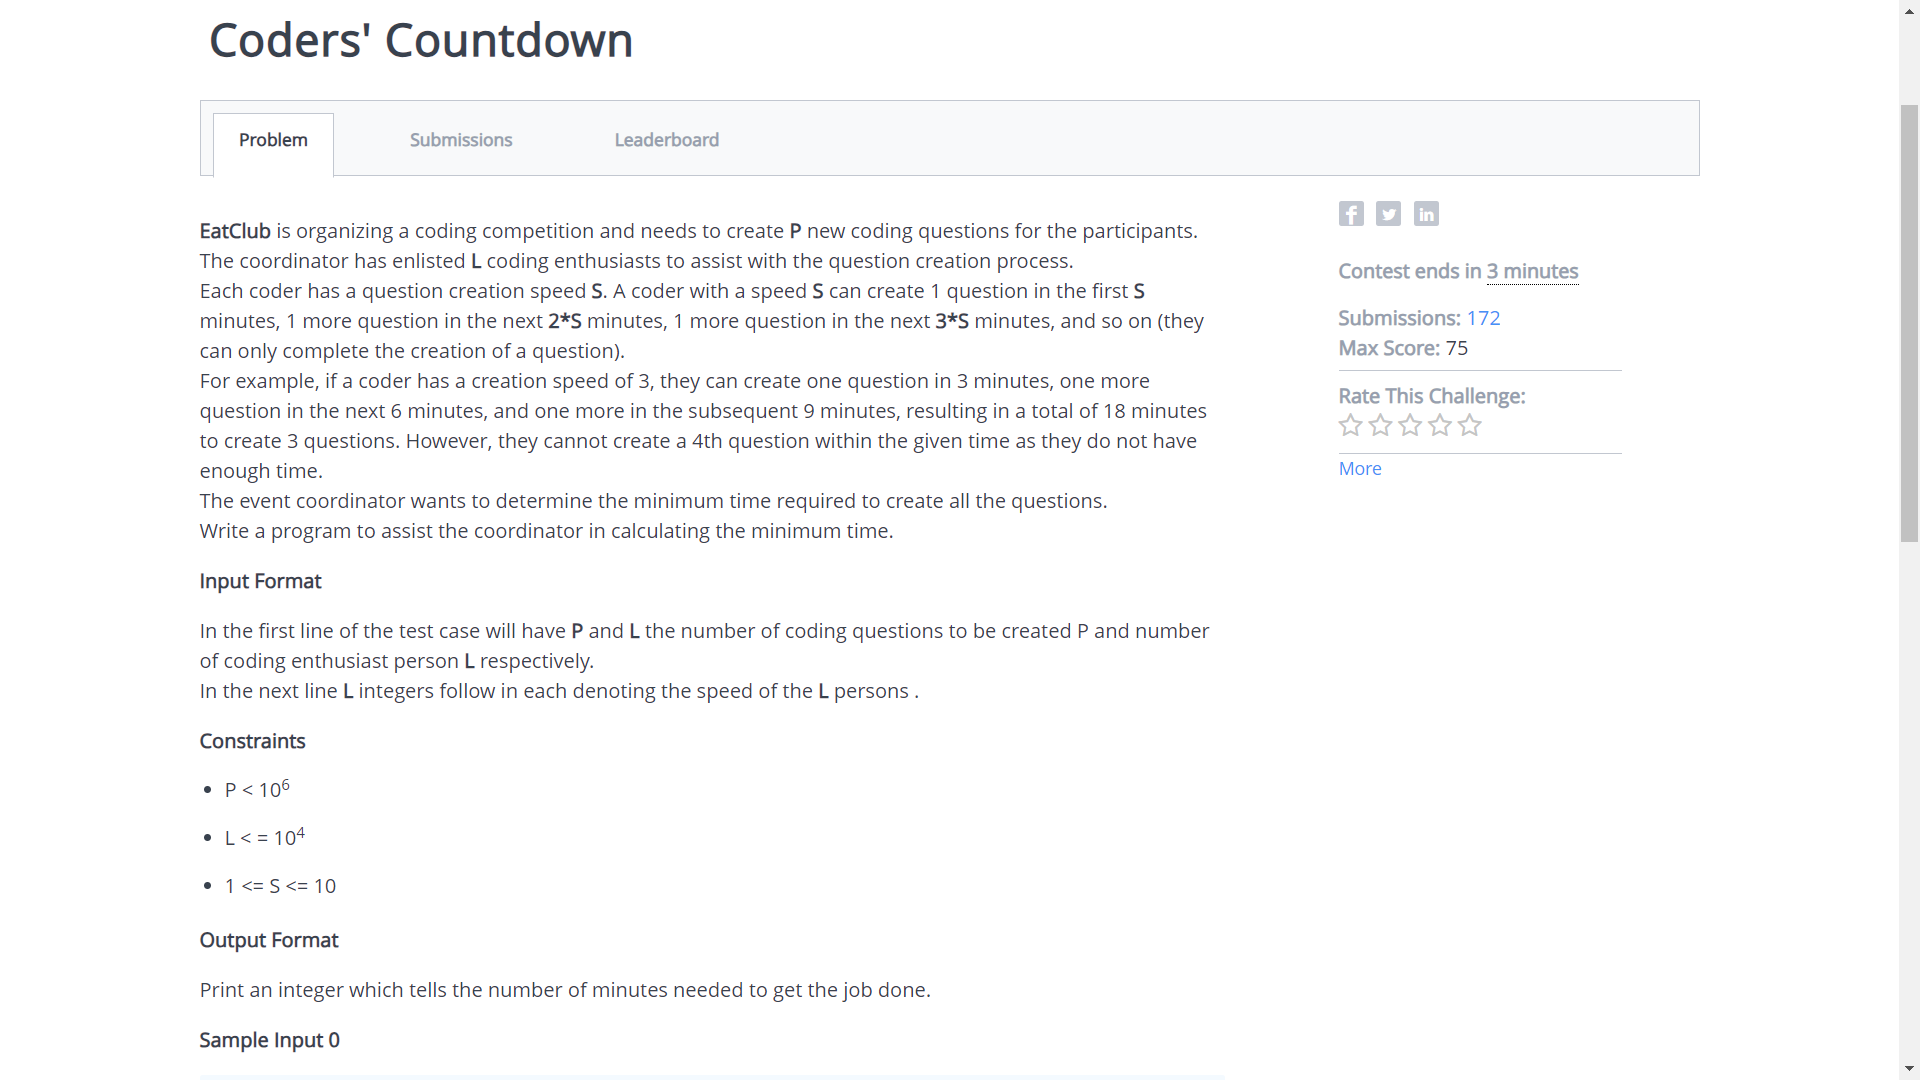 Coders' Countdown
Problem
Submissions
Leaderboard
EatClub is organizing a coding competition and needs to create P new coding questions for the participants.
The coordinator has enlisted L coding enthusiasts to assist with the question creation process.
Each coder has a question creation speed S. A coder with a speed S can create 1 question in the first S
minutes, 1 more question in the next 2*S minutes, 1 more question in the next 3*S minutes, and so on (they
can only complete the creation of a question).
For example, if a coder has a creation speed of 3, they can create one question in 3 minutes, one more
question in the next 6 minutes, and one more in the subsequent 9 minutes, resulting in a total of 18 minutes
to create 3 questions. However, they cannot create a 4th question within the given time as they do not have
enough time.
The event coordinator wants to determine the minimum time required to create all the questions.
Write a program to assist the coordinator in calculating the minimum time.
Input Format
In the first line of the test case will have P and L the number of coding questions to be created P and number
of coding enthusiast person L respectively.
In the next line L integers follow in each denoting the speed of the L persons .
Constraints
• P < 10⁶
• L < = 10⁴
• 1 <= S <= 10
Output Format
Print an integer which tells the number of minutes needed to get the job done.
Sample Input 0
Contest ends in 3 minutes
Submissions: 172
Max Score: 75
Rate This Challenge:
More